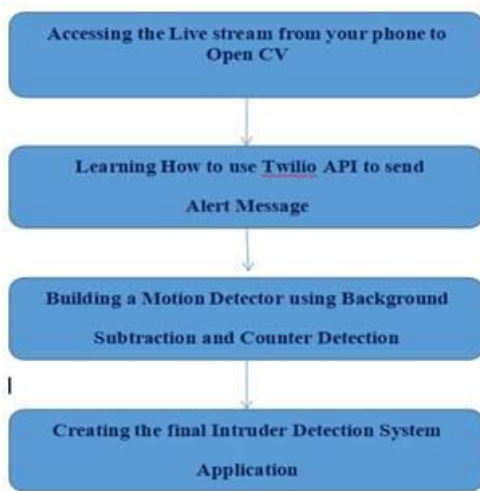 Accessing the Live stream from your phone to
Open CV
Learning How to use Twilio API to send
Alert Message
Building a Motion Detector using Background
Subtraction and Counter Detection
Creating the final Intruder Detection System
Application